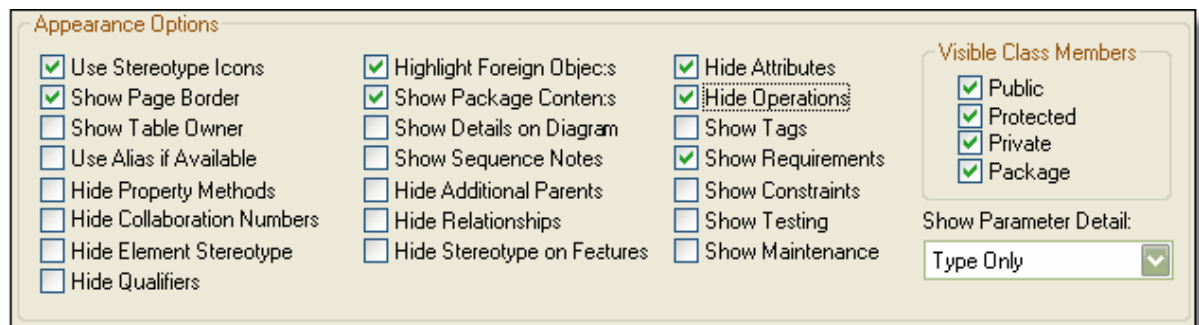 Appearance Options
Use Stereotype Icons
Show Page Border
Show Table Owner
Use Alias if Available
Hide Property Methods
Hide Collaboration Numbers
Hide Element Stereotype
Hide Qualifiers
Highlight Foreign Objec:s
Show Package Conten:s
Show Details on Diagram
Show Sequence Notes
Hide Additional Parents
Hide Relationships
Hide Stereotype on Features
Hide Attributes
Hide Operations
Show Tags
Show Requirements
Show Constraints
Show Testing
Show Maintenance
Visible Class Members
Public
Protected
Private
Package
Show Parameter Detail:
Type Only